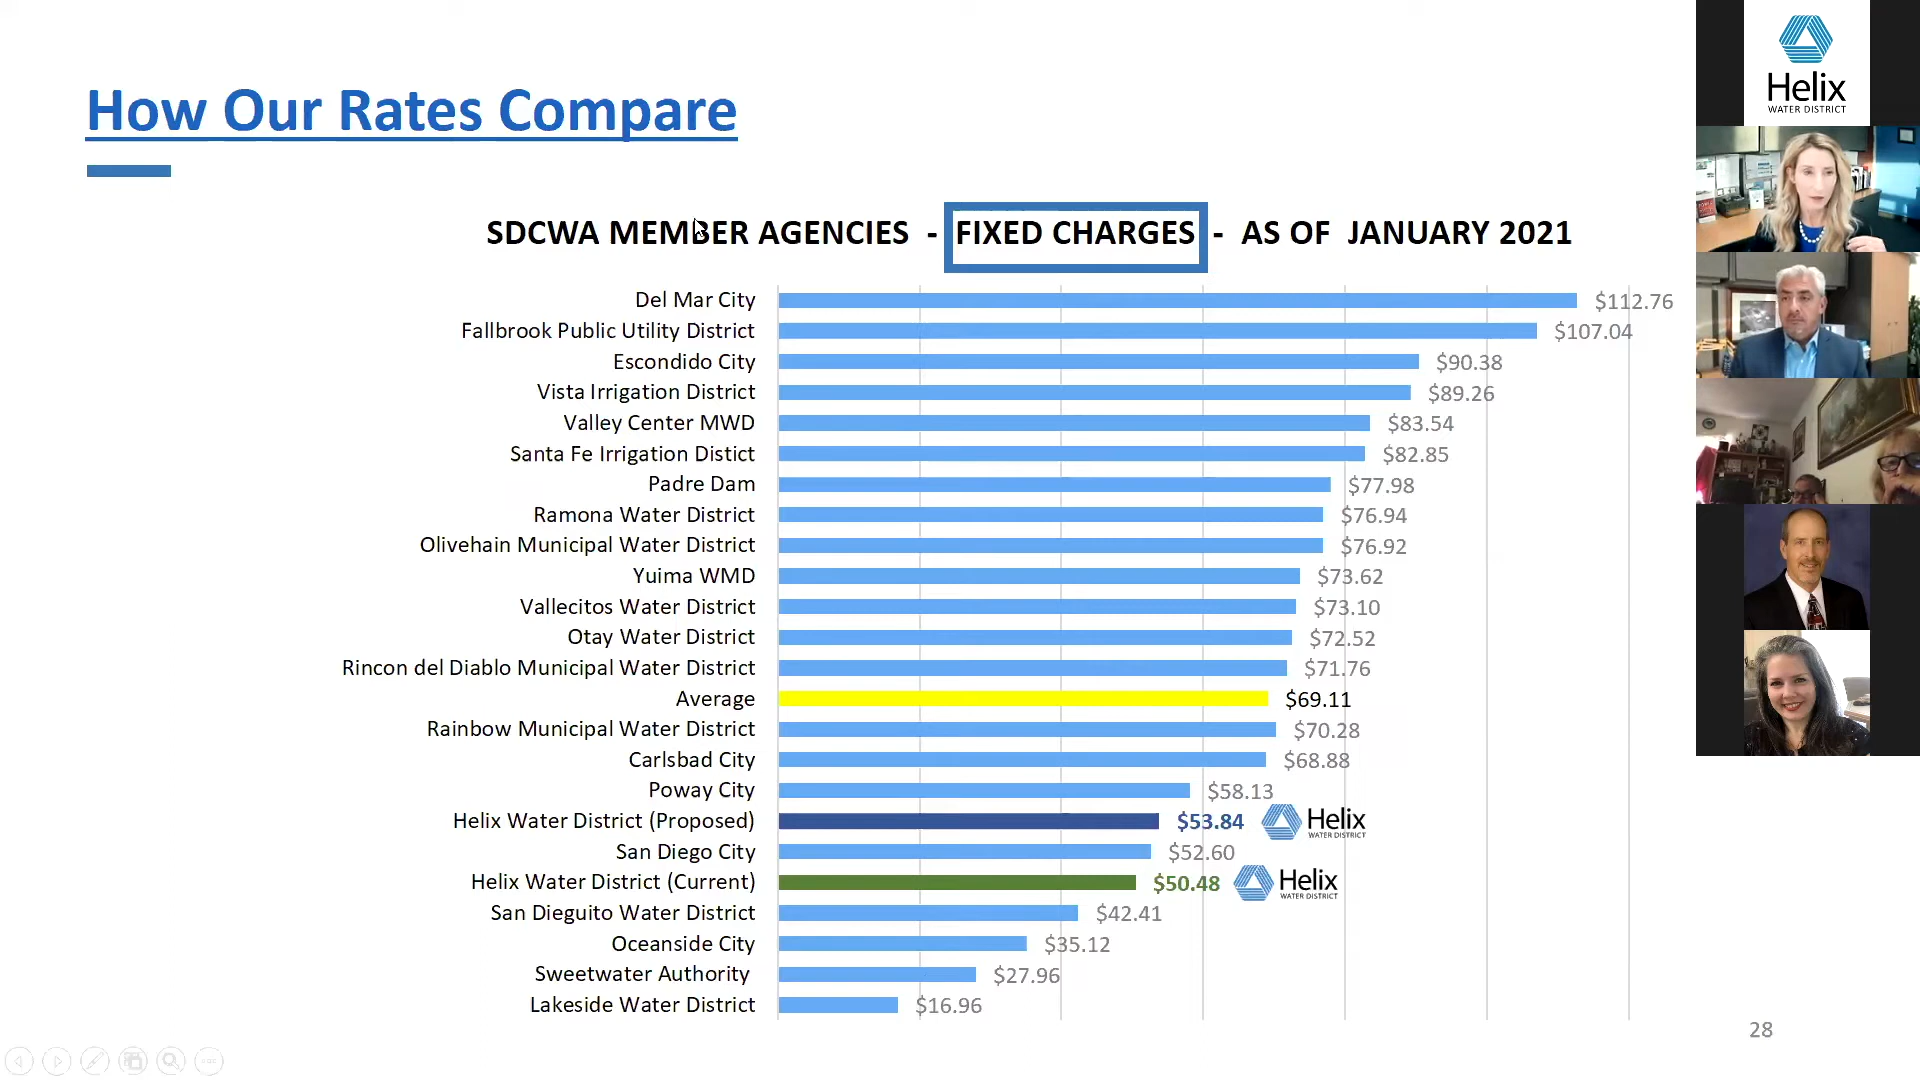 How Our Rates Compare
SDCWA MEMBER AGENCIES - FIXED CHARGES - AS OF JANUARY 2021
Del Mar City $112.76
Fallbrook Public Utility District $107.04
Escondido City $90.38
Vista Irrigation District $89.26
Valley Center MWD $83.54
Santa Fe Irrigation Distict $82.85
Padre Dam $77.98
Ramona Water District $76.94
Olivehain Municipal Water District $76.92
Yuima WMD $73.62
Vallecitos Water District $73.10
Otay Water District $72.52
Rincon del Diablo Municipal Water District $71.76
Average $69.11
Rainbow Municipal Water District $70.28
Carlsbad City $68.88
Poway City $58.13
Helix Water District (Proposed) $53.84 Helix
WATER DISTRICT
San Diego City $52.60
Helix Water District (Current) $50.48 Helix
WATER DISTRICT
San Dieguito Water District $42.41
Oceanside City $35.12
Sweetwater Authority $27.96
Lakeside Water District $16.96
28
Helix
WATER DISTRICT